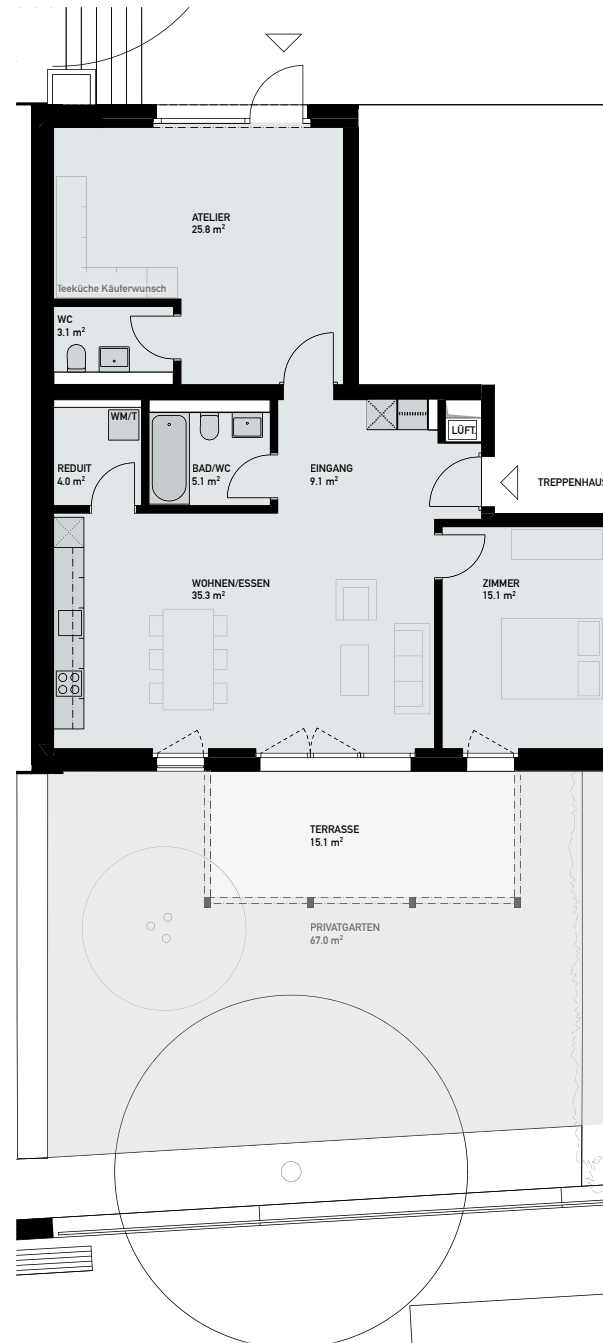 ATELIER
25.8 m²
Teeküche Käuferwunsch
WC
3.1 m²
WM/T
LÜFT.
REDUIT
4.0 m²
BAD/WC
5.1 m²
EINGANG
9.1 m²
TREPPENHAUS
WOHNEN/ESSEN
35.3 m²
ZIMMER
15.1 m²
TERRASSE
15.1 m²
PRIVATGARTEN
67.0 m²